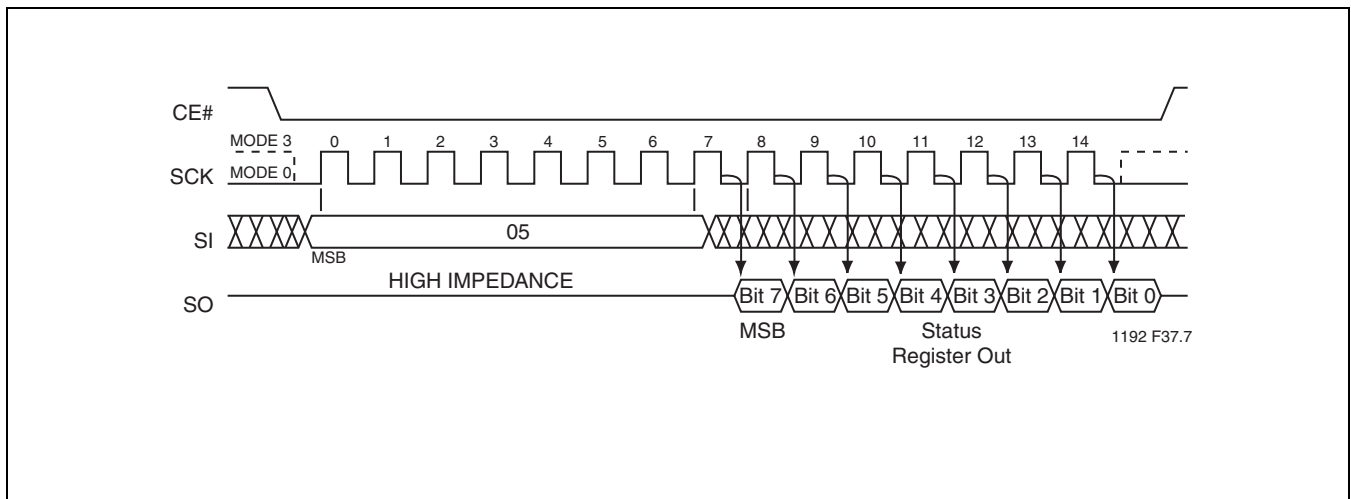 CE#
MODE 3
0 1 2 3 4 5 6 7 8 9 10 11 12 13 14
SCK
MODE 0
SI
05
MSB
HIGH IMPEDANCE
SO
Bit 7 Bit 6 Bit 5 Bit 4 Bit 3 Bit 2 Bit 1 Bit 0
MSB
Status
Register Out
1192 F37.7